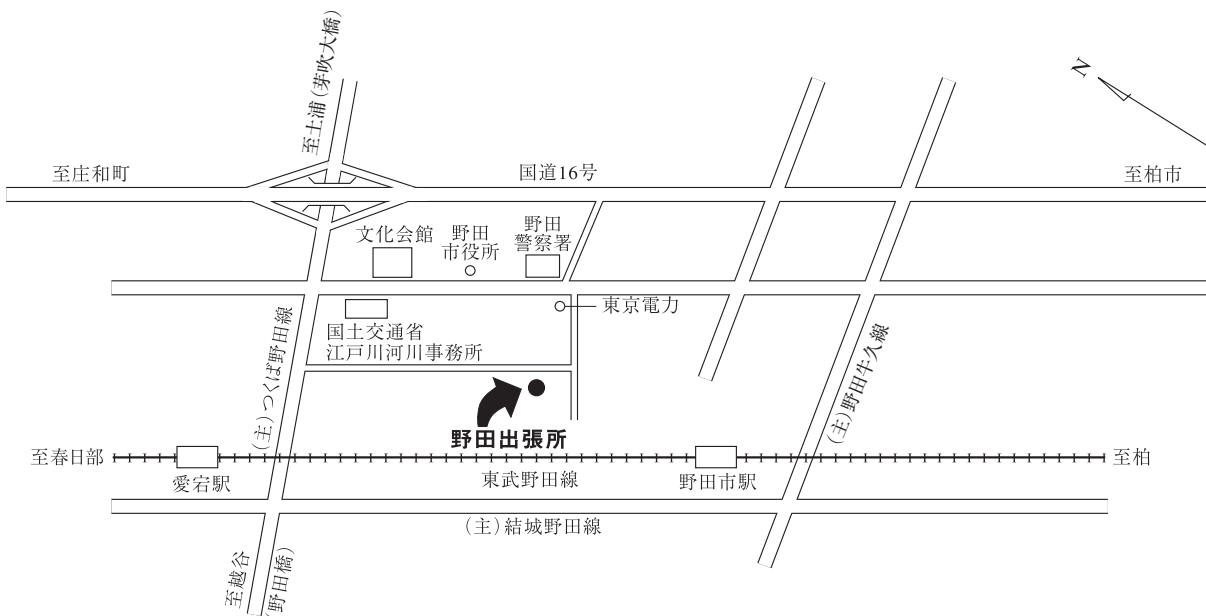 至土浦（芽吹大橋）
N
至庄和町
国道16号
至柏市
文化会館
野田
市役所
野田
警察署
東京電力
国土交通省
江戸川河川事務所
（主）つくば野田線
（主）野田牛久線
野田出張所
至春日部
至柏
愛宕駅
東武野田線
野田市駅
（主）結城野田線
至越谷
（野田橋）